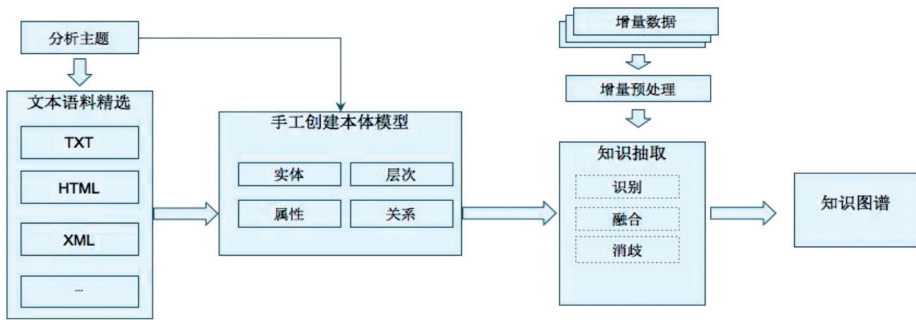 分析主题
文本语料精选
TXT
HTML
XML
...
手工创建本体模型
实体
层次
属性
关系
增量数据
增量预处理
知识抽取
识别
融合
消歧
知识图谱